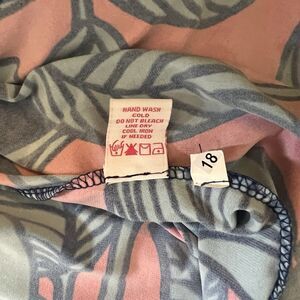 HAND WASH
COLD
DO NOT BLEACH
LINE DRY
COOL IRON
IF NEEDED
18